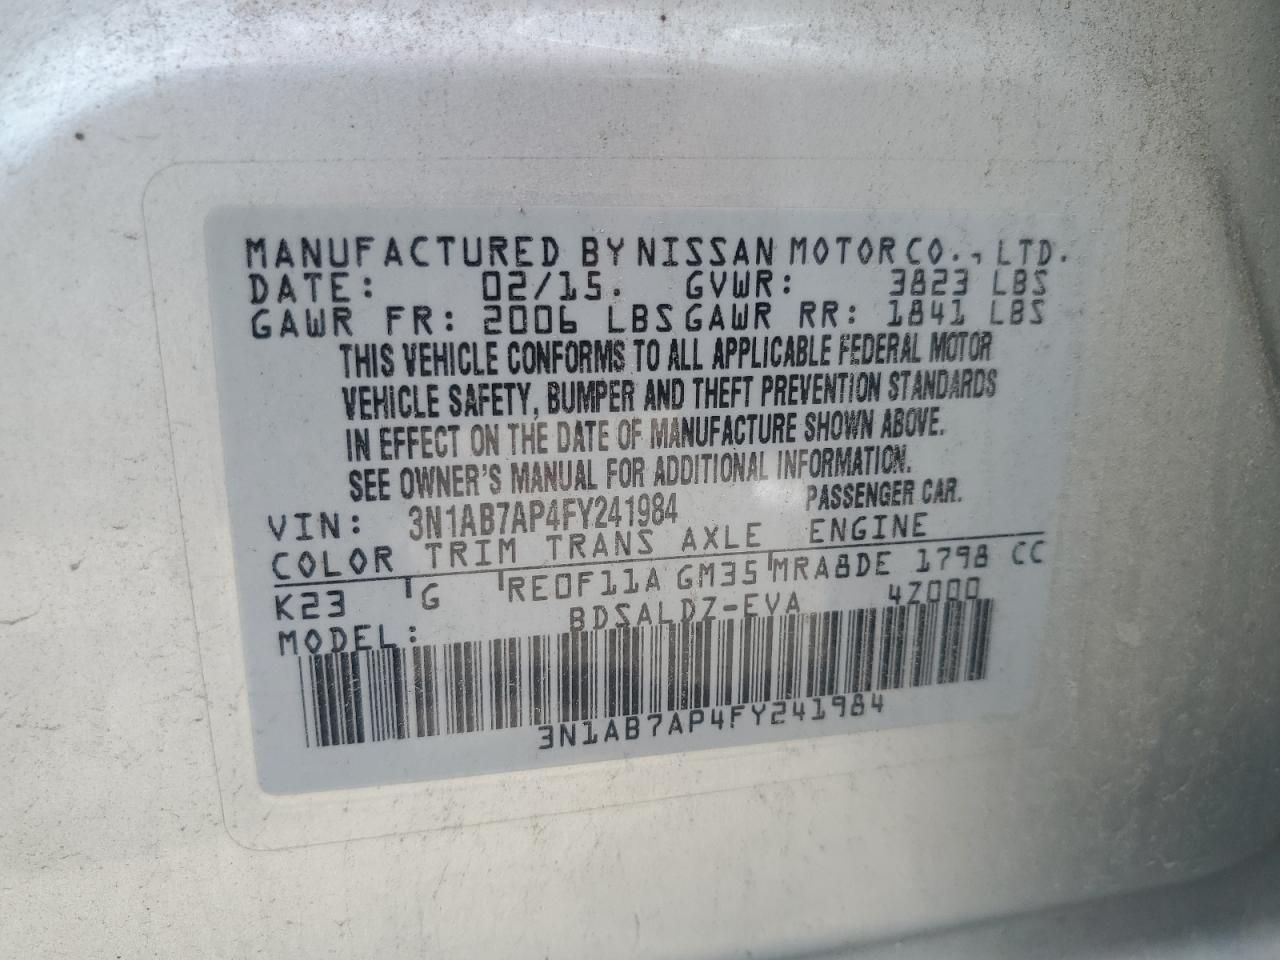 MANUFACTURED BY NISSAN MOTOR CO., LTD.
DATE: 02/15. GVWR: 3823 LBS
GAWR FR: 2006 LBS GAWR RR: 1841 LBS
THIS VEHICLE CONFORMS TO ALL APPLICABLE FEDERAL MOTOR
VEHICLE SAFETY, BUMPER AND THEFT PREVENTION STANDARDS
IN EFFECT ON THE DATE OF MANUFACTURE SHOWN ABOVE.
SEE OWNER'S MANUAL FOR ADDITIONAL INFORMATION.
VIN: 3N1AB7AP4FY241984 PASSENGER CAR.
COLOR TRIM TRANS AXLE ENGINE
K23 G RE0F11A GM35 MRA8DE 1798 CC
MODEL: BDSALDZ-EVA 4Z000
3N1AB7AP4FY241984